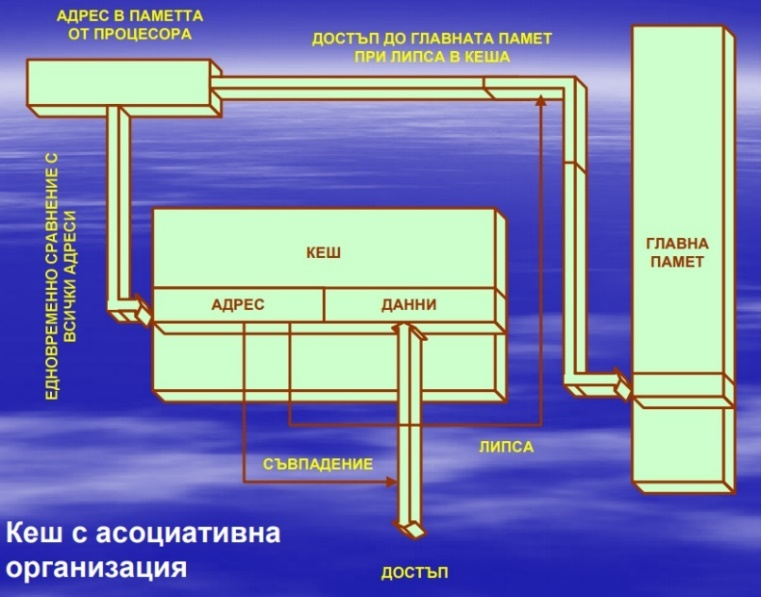 АДРЕС В ПАМЕТТА
ОТ ПРОЦЕСОРА
ДОСТЪП ДО ГЛАВНАТА ПАМЕТ
ПРИ ЛИПСА В КЕША
ЕДНОВРЕМЕННО СРАВНЕНИЕ С
ВСИЧКИ АДРЕСИ
КЕШ
АДРЕС
ДАННИ
ГЛАВНА
ПАМЕТ
ЛИПСА
СЪВПАДЕНИЕ
Кеш с асоциативна
организация
ДОСТЪП